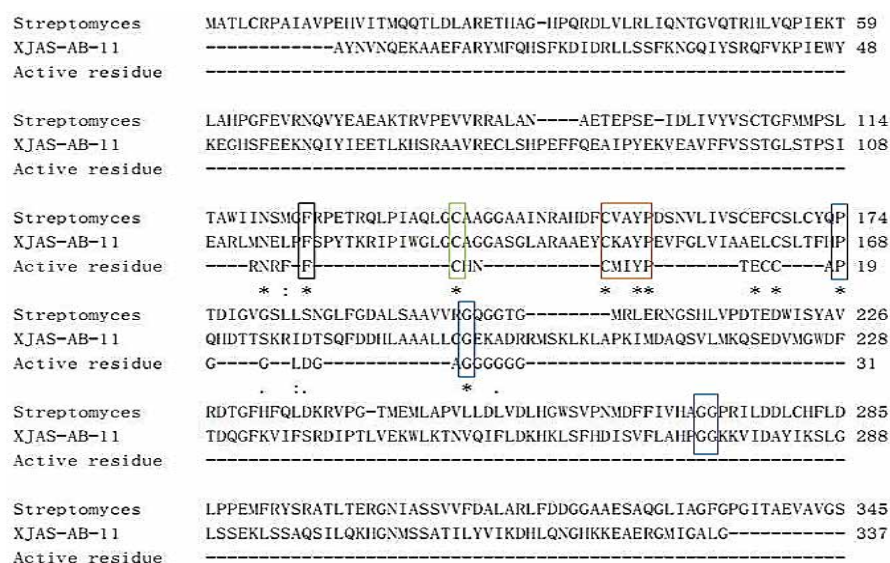 Streptomyces MATLCRPAIAVPEHVITMQQTLDLARETHAG-HPQRDLVLRLIQNTGVQTRHLVQPIEKT 59
XJAS-AB-11 ------------AYNVNQEKAAEFARYMFQHSFKDIDRLLSSFKNGQIYSRQFVKPIEWY 48
Active residue ------------------------------------------------------------
Streptomyces LAHPGFEVRNQVYEAEAKTRVPEVVRRALAN----AETEPSE-IDLIVYVSCTGFMMPSL 114
XJAS-AB-11 KEGHSFEEKNQIYIEETLKHSRAAVRECLSHPEFFQEAIPYEKVEAVFFVSSTGLSTPSI 108
Active residue ------------------------------------------------------------
Streptomyces TAWIINSMGFRPETRQLPIAQLGCAAGGAAINRAHDFCVAYPDSNVLIVSCEFCSLCYQP 174
XJAS-AB-11 EARLMNELPFSPYTKRIPIWGLGCAGGASGLARAAEYCKAYPEVFGLVIAAELCSLTFHP 168
Active residue ----RNRF-F-------------CHN-----------CMIYP--------TECC----AP 19
* : * * * ** * * *
Streptomyces TDIGVGSLLSNGLFGDALSAAVVRGQGGTG--------MRLERNGSHLVPDTEDWISYAV 226
XJAS-AB-11 QHDTTSKRIDTSQFDDHLAAALLCGEKADRRMSKLKLAPKIMDAQSVLMKQSEDVMGWDF 228
Active residue G----G--LDG-----------AGGGGGG------------------------------- 31
. :. * .
Streptomyces RDTGFHFQLDKRVPG-TMEMLAPVLLDLVDLHGWSVPNMDFFIVHAGGPRILDDLCHFLD 285
XJAS-AB-11 TDQGFKVIFSRDIPTLVEKWLKTNVQIFLDKHKLSFHDISVFLAHPGGKKVIDAYIKSLG 288
Active residue ------------------------------------------------------------
Streptomyces LPPEMFRYSRATLTERGNIASSVVFDALARLFDDGGAAESAQGLIAGFGPGITAEVAVGS 345
XJAS-AB-11 LSSEKLSSAQSILQKHGNMSSATILYVIKDHLQNGHKKEAERGMIGALG----------- 337
Active residue ------------------------------------------------------------